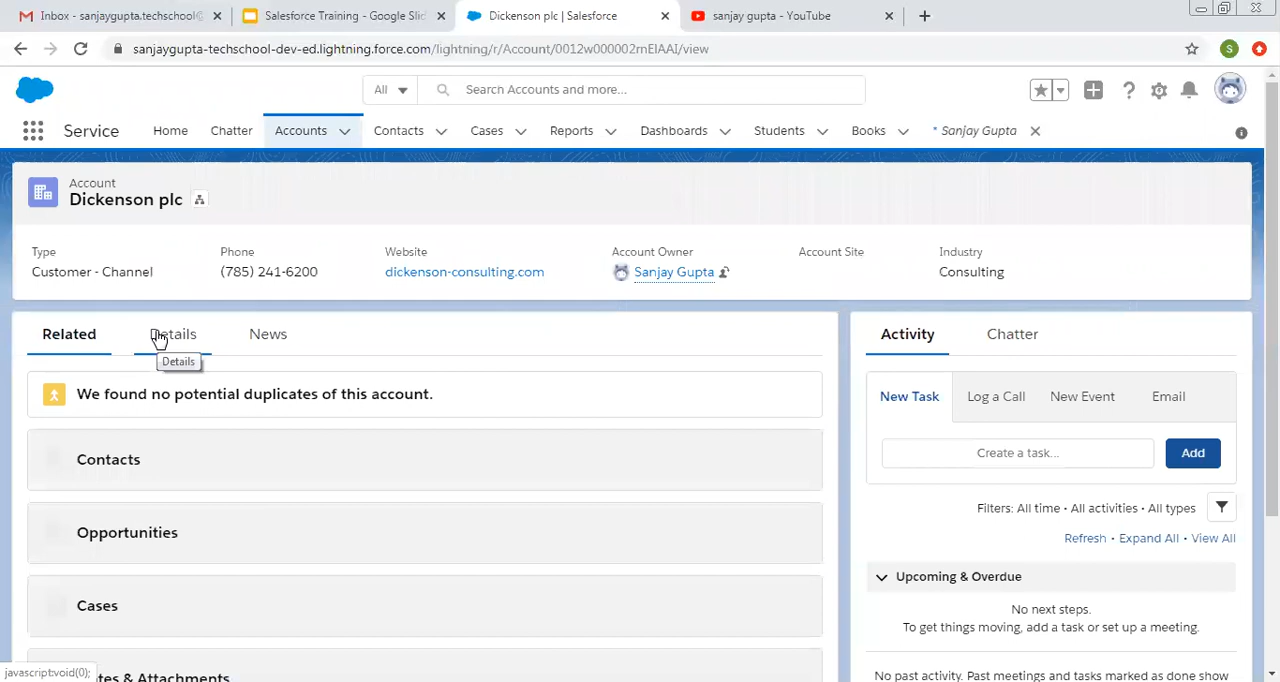 Inbox - sanjaygupta.techschool@
Salesforce Training - Google Slid
Dickenson plc | Salesforce
sanjay gupta - YouTube
sanjaygupta-techschool-dev-ed.lightning.force.com/lightning/r/Account/0012w000002rnEIAAI/view
S
All
Search Accounts and more...
Service
Home
Chatter
Accounts
Contacts
Cases
Reports
Dashboards
Students
Books
* Sanjay Gupta
Account
Dickenson plc
Type
Phone
Website
Account Owner
Account Site
Industry
Customer - Channel
(785) 241-6200
dickenson-consulting.com
Sanjay Gupta
Consulting
Related
Details
News
Details
Activity
Chatter
We found no potential duplicates of this account.
Contacts
Opportunities
Cases
Notes & Attachments
New Task
Log a Call
New Event
Email
Create a task...
Add
Filters: All time • All activities • All types
Refresh • Expand All • View All
Upcoming & Overdue
No next steps.
To get things moving, add a task or set up a meeting.
No past activity. Past meetings and tasks marked as done show
javascript:void(0);